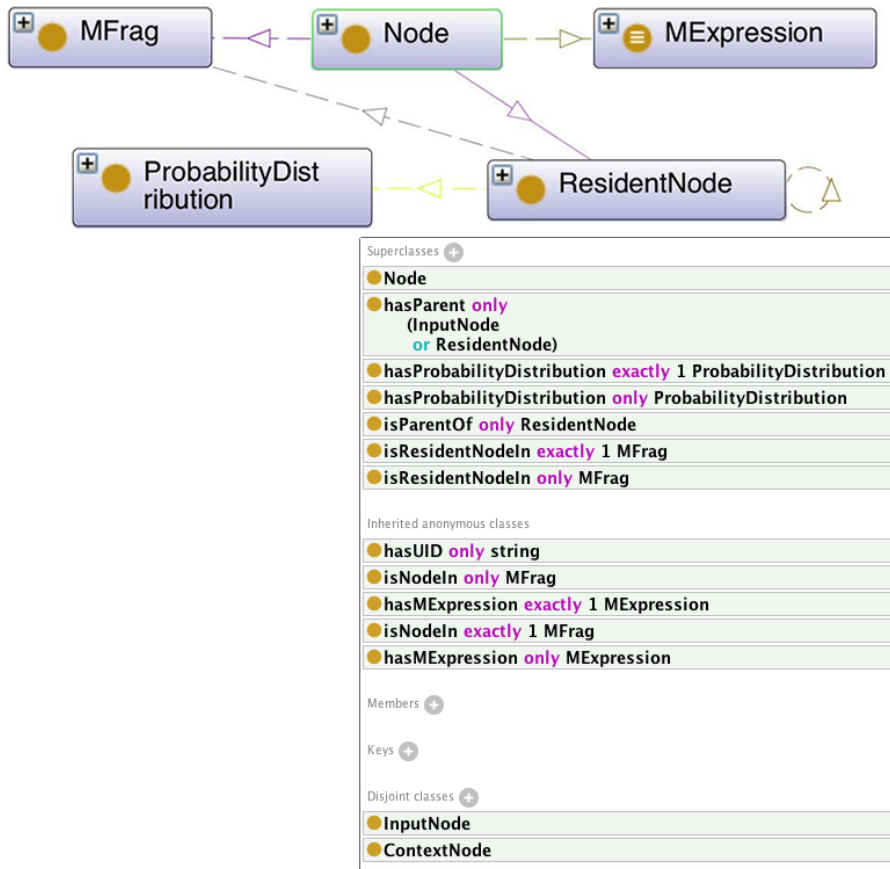 MFrag
Node
MExpression
ProbabilityDist
ribution
ResidentNode
Superclasses
Node
hasParent only
(InputNode
or ResidentNode)
hasProbabilityDistribution exactly 1 ProbabilityDistribution
hasProbabilityDistribution only ProbabilityDistribution
isParentOf only ResidentNode
isResidentNodeIn exactly 1 MFrag
isResidentNodeIn only MFrag
Inherited anonymous classes
hasUID only string
isNodeIn only MFrag
hasMExpression exactly 1 MExpression
isNodeIn exactly 1 MFrag
hasMExpression only MExpression
Members
Keys
Disjoint classes
InputNode
ContextNode